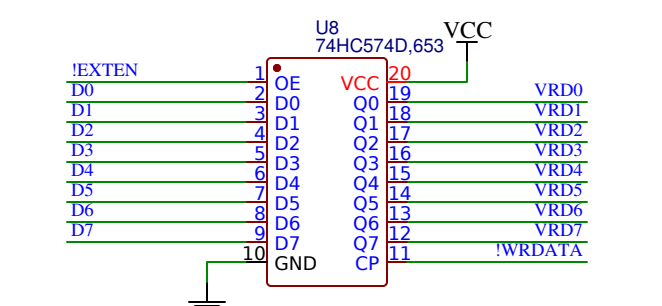 U8
74HC574D,653
VCC
!EXTEN 1 OE VCC 20
D0 2 D0 Q0 19 VRD0
D1 3 D1 Q1 18 VRD1
D2 4 D2 Q2 17 VRD2
D3 5 D3 Q3 16 VRD3
D4 6 D4 Q4 15 VRD4
D5 7 D5 Q5 14 VRD5
D6 8 D6 Q6 13 VRD6
D7 9 D7 Q7 12 VRD7
10 GND CP 11 !WRDATA